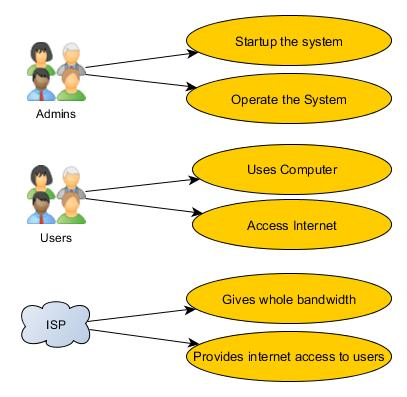 Startup the system
Operate the System
Admins
Uses Computer
Access Internet
Users
Gives whole bandwidth
ISP
Provides internet access to users